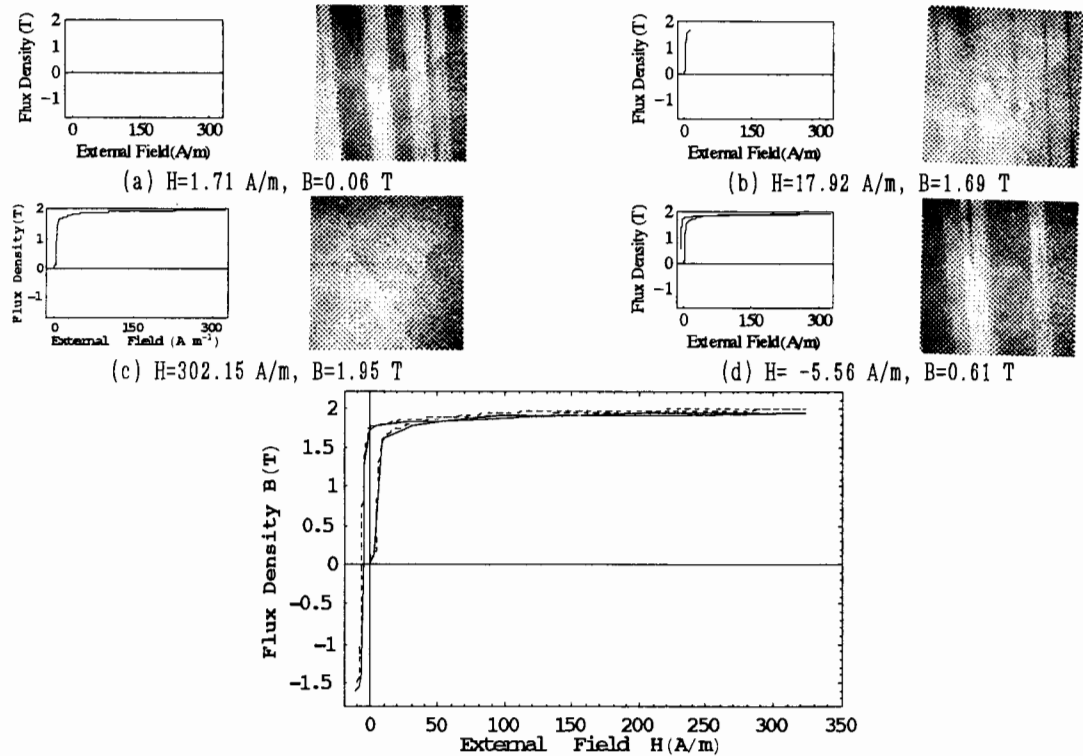 Flux Density (T)
2
1
0
−1
0 150 300
External Field(A/m)
(a) H=1.71 A/m, B=0.06 T
Flux Density (T)
2
1
0
−1
0 150 300
External Field(A/m)
(b) H=17.92 A/m, B=1.69 T
Flux Density(T)
2
1
0
−1
0 150 300
External Field (A m⁻¹)
(c) H=302.15 A/m, B=1.95 T
Flux Density (T)
2
1
0
−1
0 150 300
External Field(A/m)
(d) H= -5.56 A/m, B=0.61 T
Flux Density B(T)
2
1.5
1
0.5
0
−0.5
−1
−1.5
0 50 100 150 200 250 300 350
External Field H(A/m)